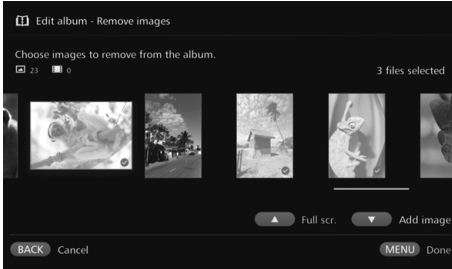 Edit album - Remove images
Choose images to remove from the album.
23 0
3 files selected
Full scr. Add image
BACK Cancel MENU Done